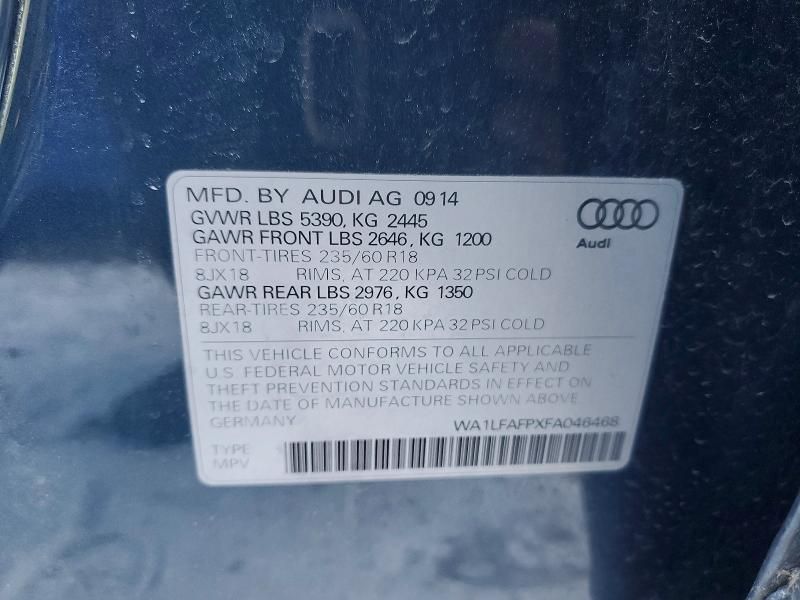 MFD. BY AUDI AG 09 14
GVWR LBS 5390, KG 2445
GAWR FRONT LBS 2646, KG 1200
FRONT-TIRES 235/60 R18
8JX18 RIMS, AT 220 KPA 32 PSI COLD
GAWR REAR LBS 2976, KG 1350
REAR-TIRES 235/60 R18
8JX18 RIMS, AT 220 KPA 32 PSI COLD
Audi
THIS VEHICLE CONFORMS TO ALL APPLICABLE
U.S. FEDERAL MOTOR VEHICLE SAFETY AND
THEFT PREVENTION STANDARDS IN EFFECT ON
THE DATE OF MANUFACTURE SHOWN ABOVE
GERMANY WA1LFAFPXFA046468
TYPE
MPV